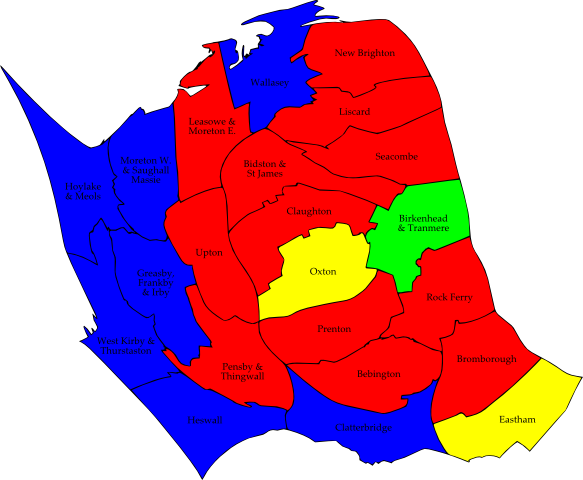 New Brighton
Wallasey
Liscard
Leasowe &
Moreton E.
Seacombe
Moreton W.
& Saughall
Massie
Bidston &
St James
Hoylake
& Meols
Claughton
Birkenhead
& Tranmere
Upton
Oxton
Greasby
Frankby
& Irby
Rock Ferry
Prenton
West Kirby &
Thurstaston
Bromborough
Pensby &
Thingwall
Bebington
Heswall
Clatterbridge
Eastham